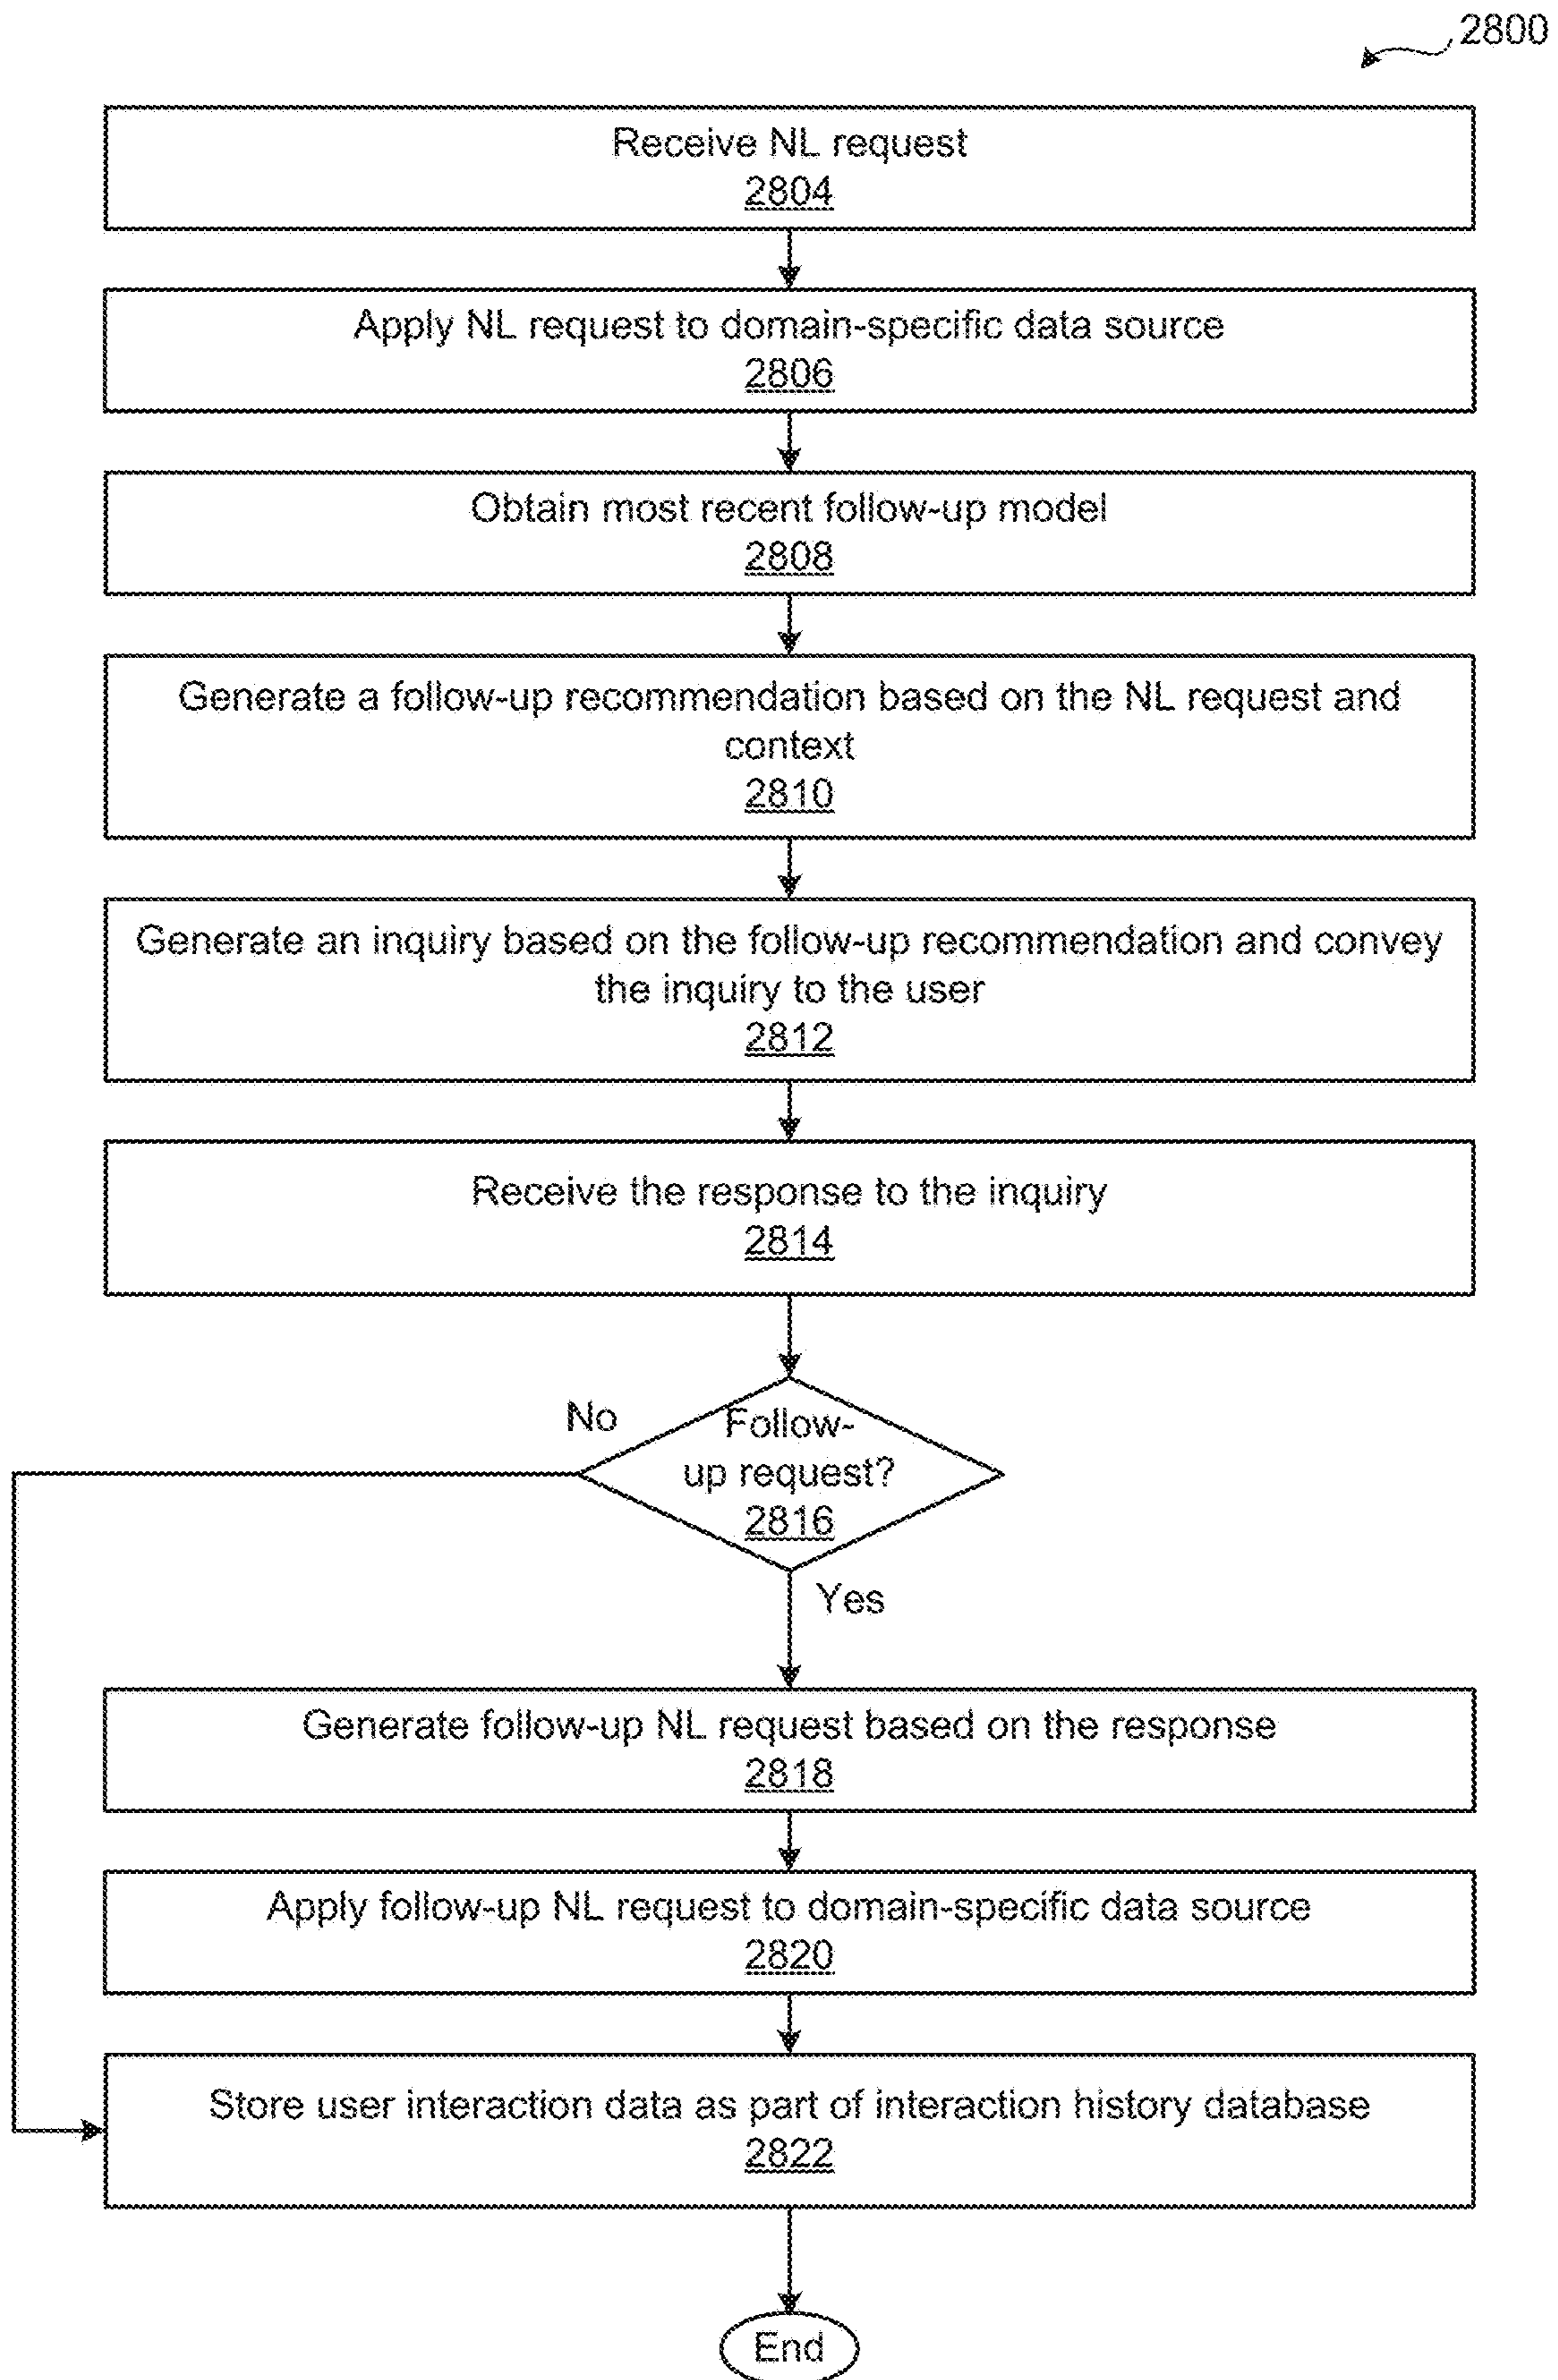 2800
Receive NL request
2804
Apply NL request to domain-specific data source
2806
Obtain most recent follow-up model
2808
Generate a follow-up recommendation based on the NL request and
context
2810
Generate an inquiry based on the follow-up recommendation and convey
the inquiry to the user
2812
Receive the response to the inquiry
2814
No
Follow-
up request?
2816
Yes
Generate follow-up NL request based on the response
2818
Apply follow-up NL request to domain-specific data source
2820
Store user interaction data as part of interaction history database
2822
End